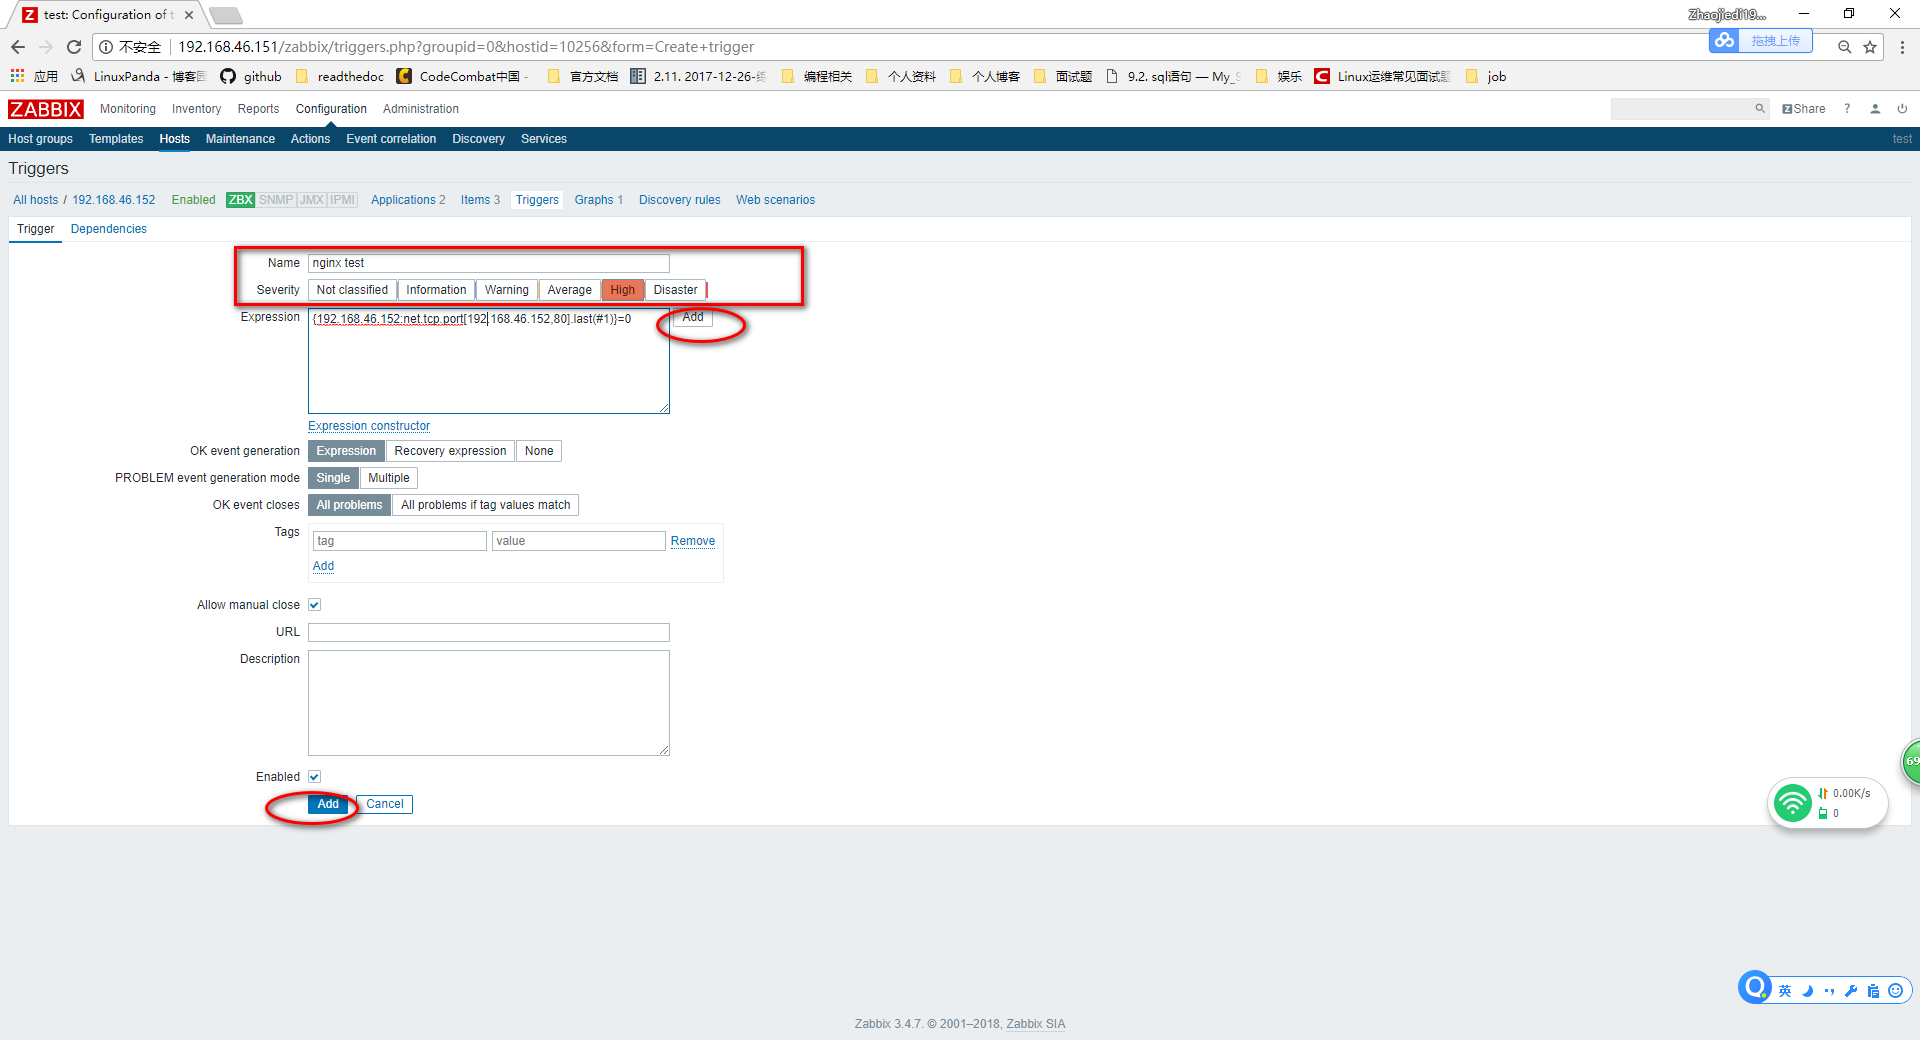 test: Configuration of t
Zhaojiedi19...
不安全 192.168.46.151/zabbix/triggers.php?groupid=0&hostid=10256&form=Create+trigger
拖拽上传
应用 LinuxPanda - 博客园 github readthedoc CodeCombat中国 - 官方文档 2.11. 2017-12-26-练 编程相关 个人资料 个人博客 面试题 9.2. sql语句 — My_S 娱乐 Linux运维常见面试题 job
ZABBIX Monitoring Inventory Reports Configuration Administration Z Share ?
Host groups Templates Hosts Maintenance Actions Event correlation Discovery Services test
Triggers
All hosts / 192.168.46.152 Enabled ZBX SNMP JMX IPMI Applications 2 Items 3 Triggers Graphs 1 Discovery rules Web scenarios
Trigger Dependencies
Name nginx test
Severity Not classified Information Warning Average High Disaster
Expression {192.168.46.152:net.tcp.port[192.168.46.152,80].last(#1)}=0 Add
Expression constructor
OK event generation Expression Recovery expression None
PROBLEM event generation mode Single Multiple
OK event closes All problems All problems if tag values match
Tags tag value Remove
Add
Allow manual close
URL
Description
Enabled
Add Cancel
69
0.00K/s
0
英
Zabbix 3.4.7. © 2001–2018, Zabbix SIA